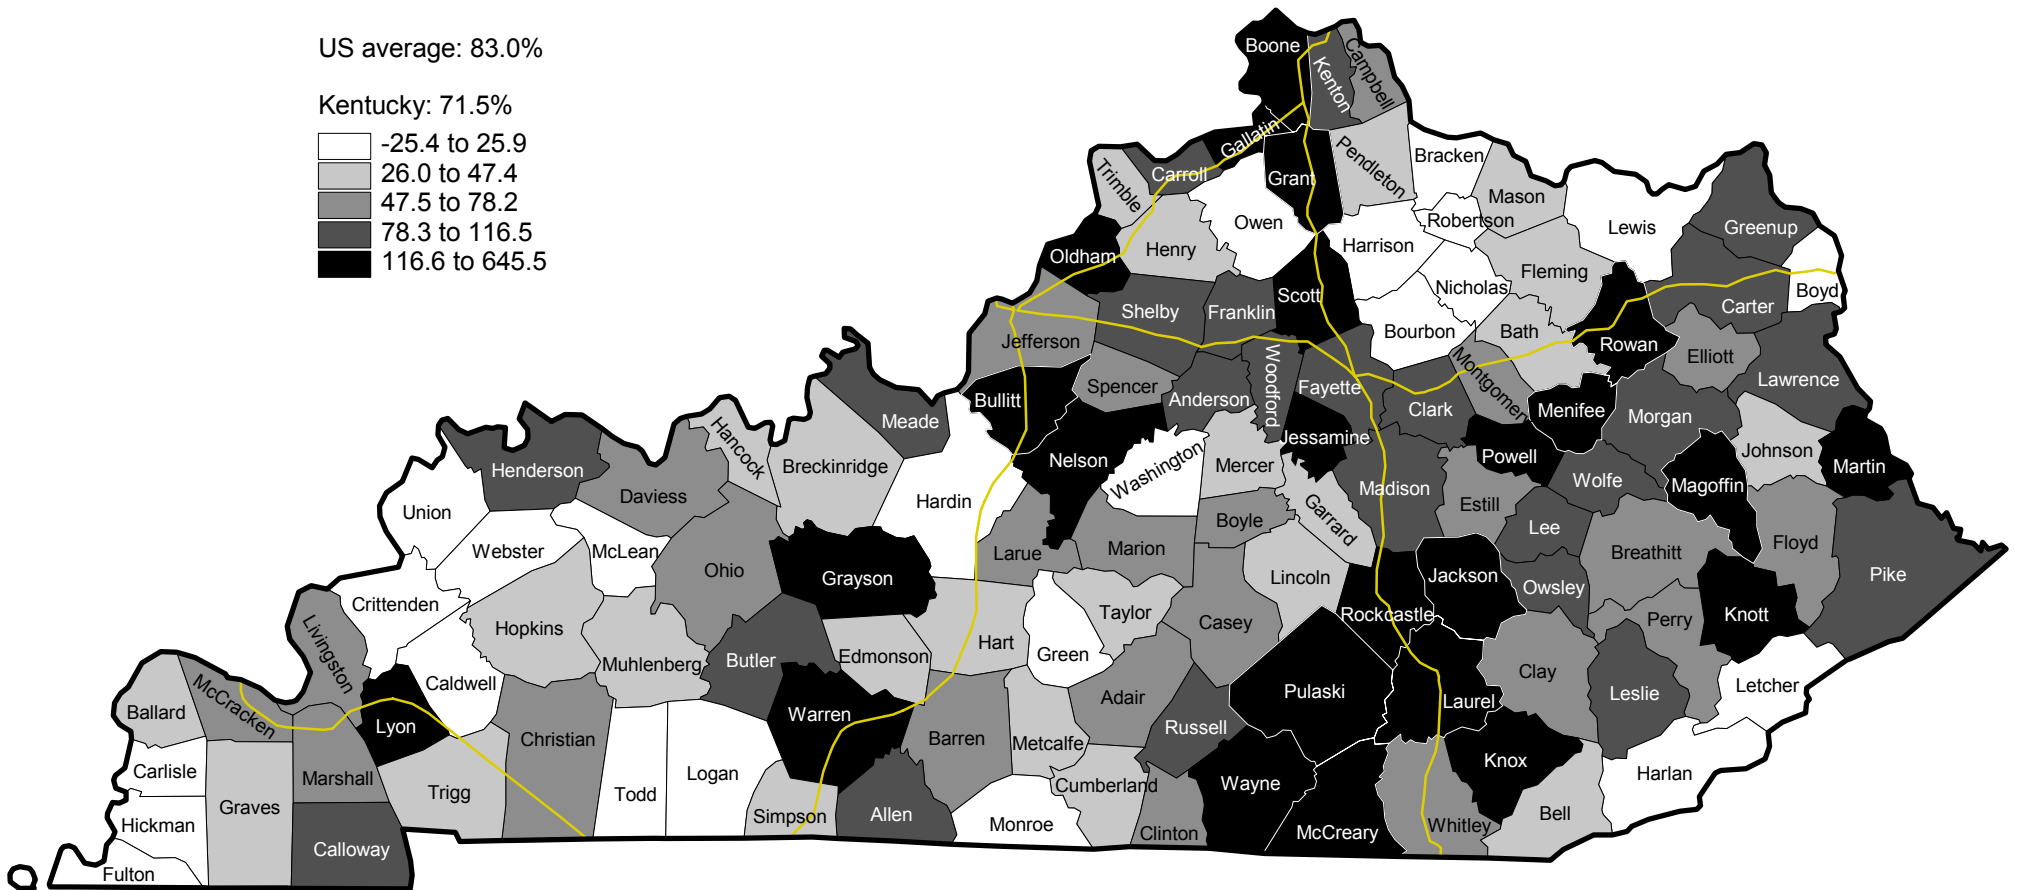 US average: 83.0%
Kentucky: 71.5%
-25.4 to 25.9
26.0 to 47.4
47.5 to 78.2
78.3 to 116.5
116.6 to 645.5
Boone
Kenton
Campbell
Gallatin
Grant
Pendleton
Bracken
Trimble
Carroll
Owen
Mason
Robertson
Lewis
Greenup
Oldham
Henry
Harrison
Fleming
Nicholas
Boyd
Carter
Scott
Shelby
Franklin
Jefferson
Bourbon
Bath
Rowan
Elliott
Lawrence
Spencer
Woodford
Anderson
Fayette
Montgomery
Clark
Menifee
Morgan
Bullitt
Meade
Hancock
Breckinridge
Henderson
Daviess
Nelson
Washington
Mercer
Jessamine
Powell
Wolfe
Magoffin
Johnson
Martin
Madison
Estill
Garrard
Hardin
Union
Webster
McLean
Boyle
Lee
Larue
Marion
Breathitt
Floyd
Pike
Ohio
Grayson
Lincoln
Jackson
Owsley
Crittenden
Livingston
Hopkins
Muhlenberg
Butler
Edmonson
Hart
Green
Taylor
Casey
Rockcastle
Perry
Knott
Ballard
McCracken
Lyon
Caldwell
Warren
Adair
Pulaski
Laurel
Clay
Leslie
Letcher
Russell
Barren
Metcalfe
Christian
Marshall
Carlisle
Graves
Trigg
Todd
Logan
Cumberland
Wayne
Knox
Harlan
Simpson
Allen
Monroe
Clinton
McCreary
Whitley
Bell
Hickman
Calloway
Fulton